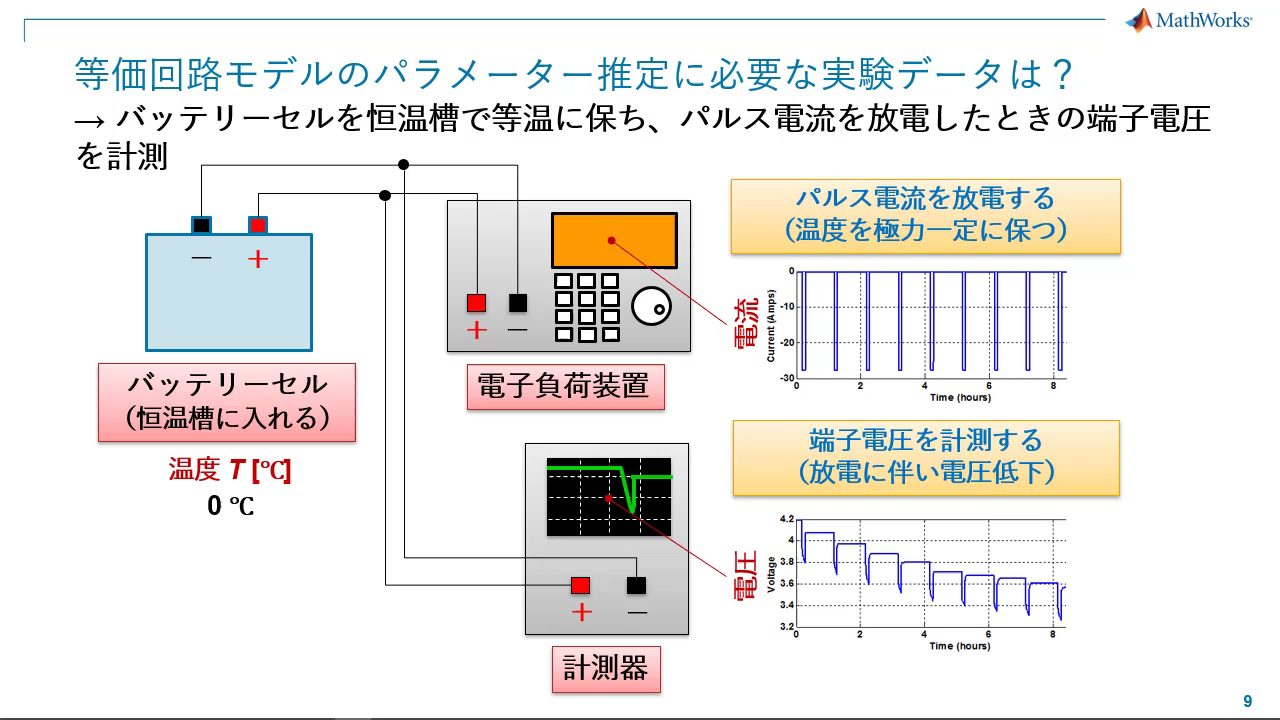 MathWorks®
等価回路モデルのパラメーター推定に必要な実験データは？
→ バッテリーセルを恒温槽で等温に保ち、パルス電流を放電したときの端子電圧
を計測
－ ＋
バッテリーセル
（恒温槽に入れる）
温度 T [℃]
0 ℃
＋ －
電子負荷装置
＋ －
計測器
パルス電流を放電する
（温度を極力一定に保つ）
電流
Current (Amps)
0
-10
-20
-30
0 2 4 6 8
Time (hours)
端子電圧を計測する
（放電に伴い電圧低下）
電圧
Voltage
4.2
4
3.8
3.6
3.4
3.2
0 2 4 6 8
Time (hours)
9